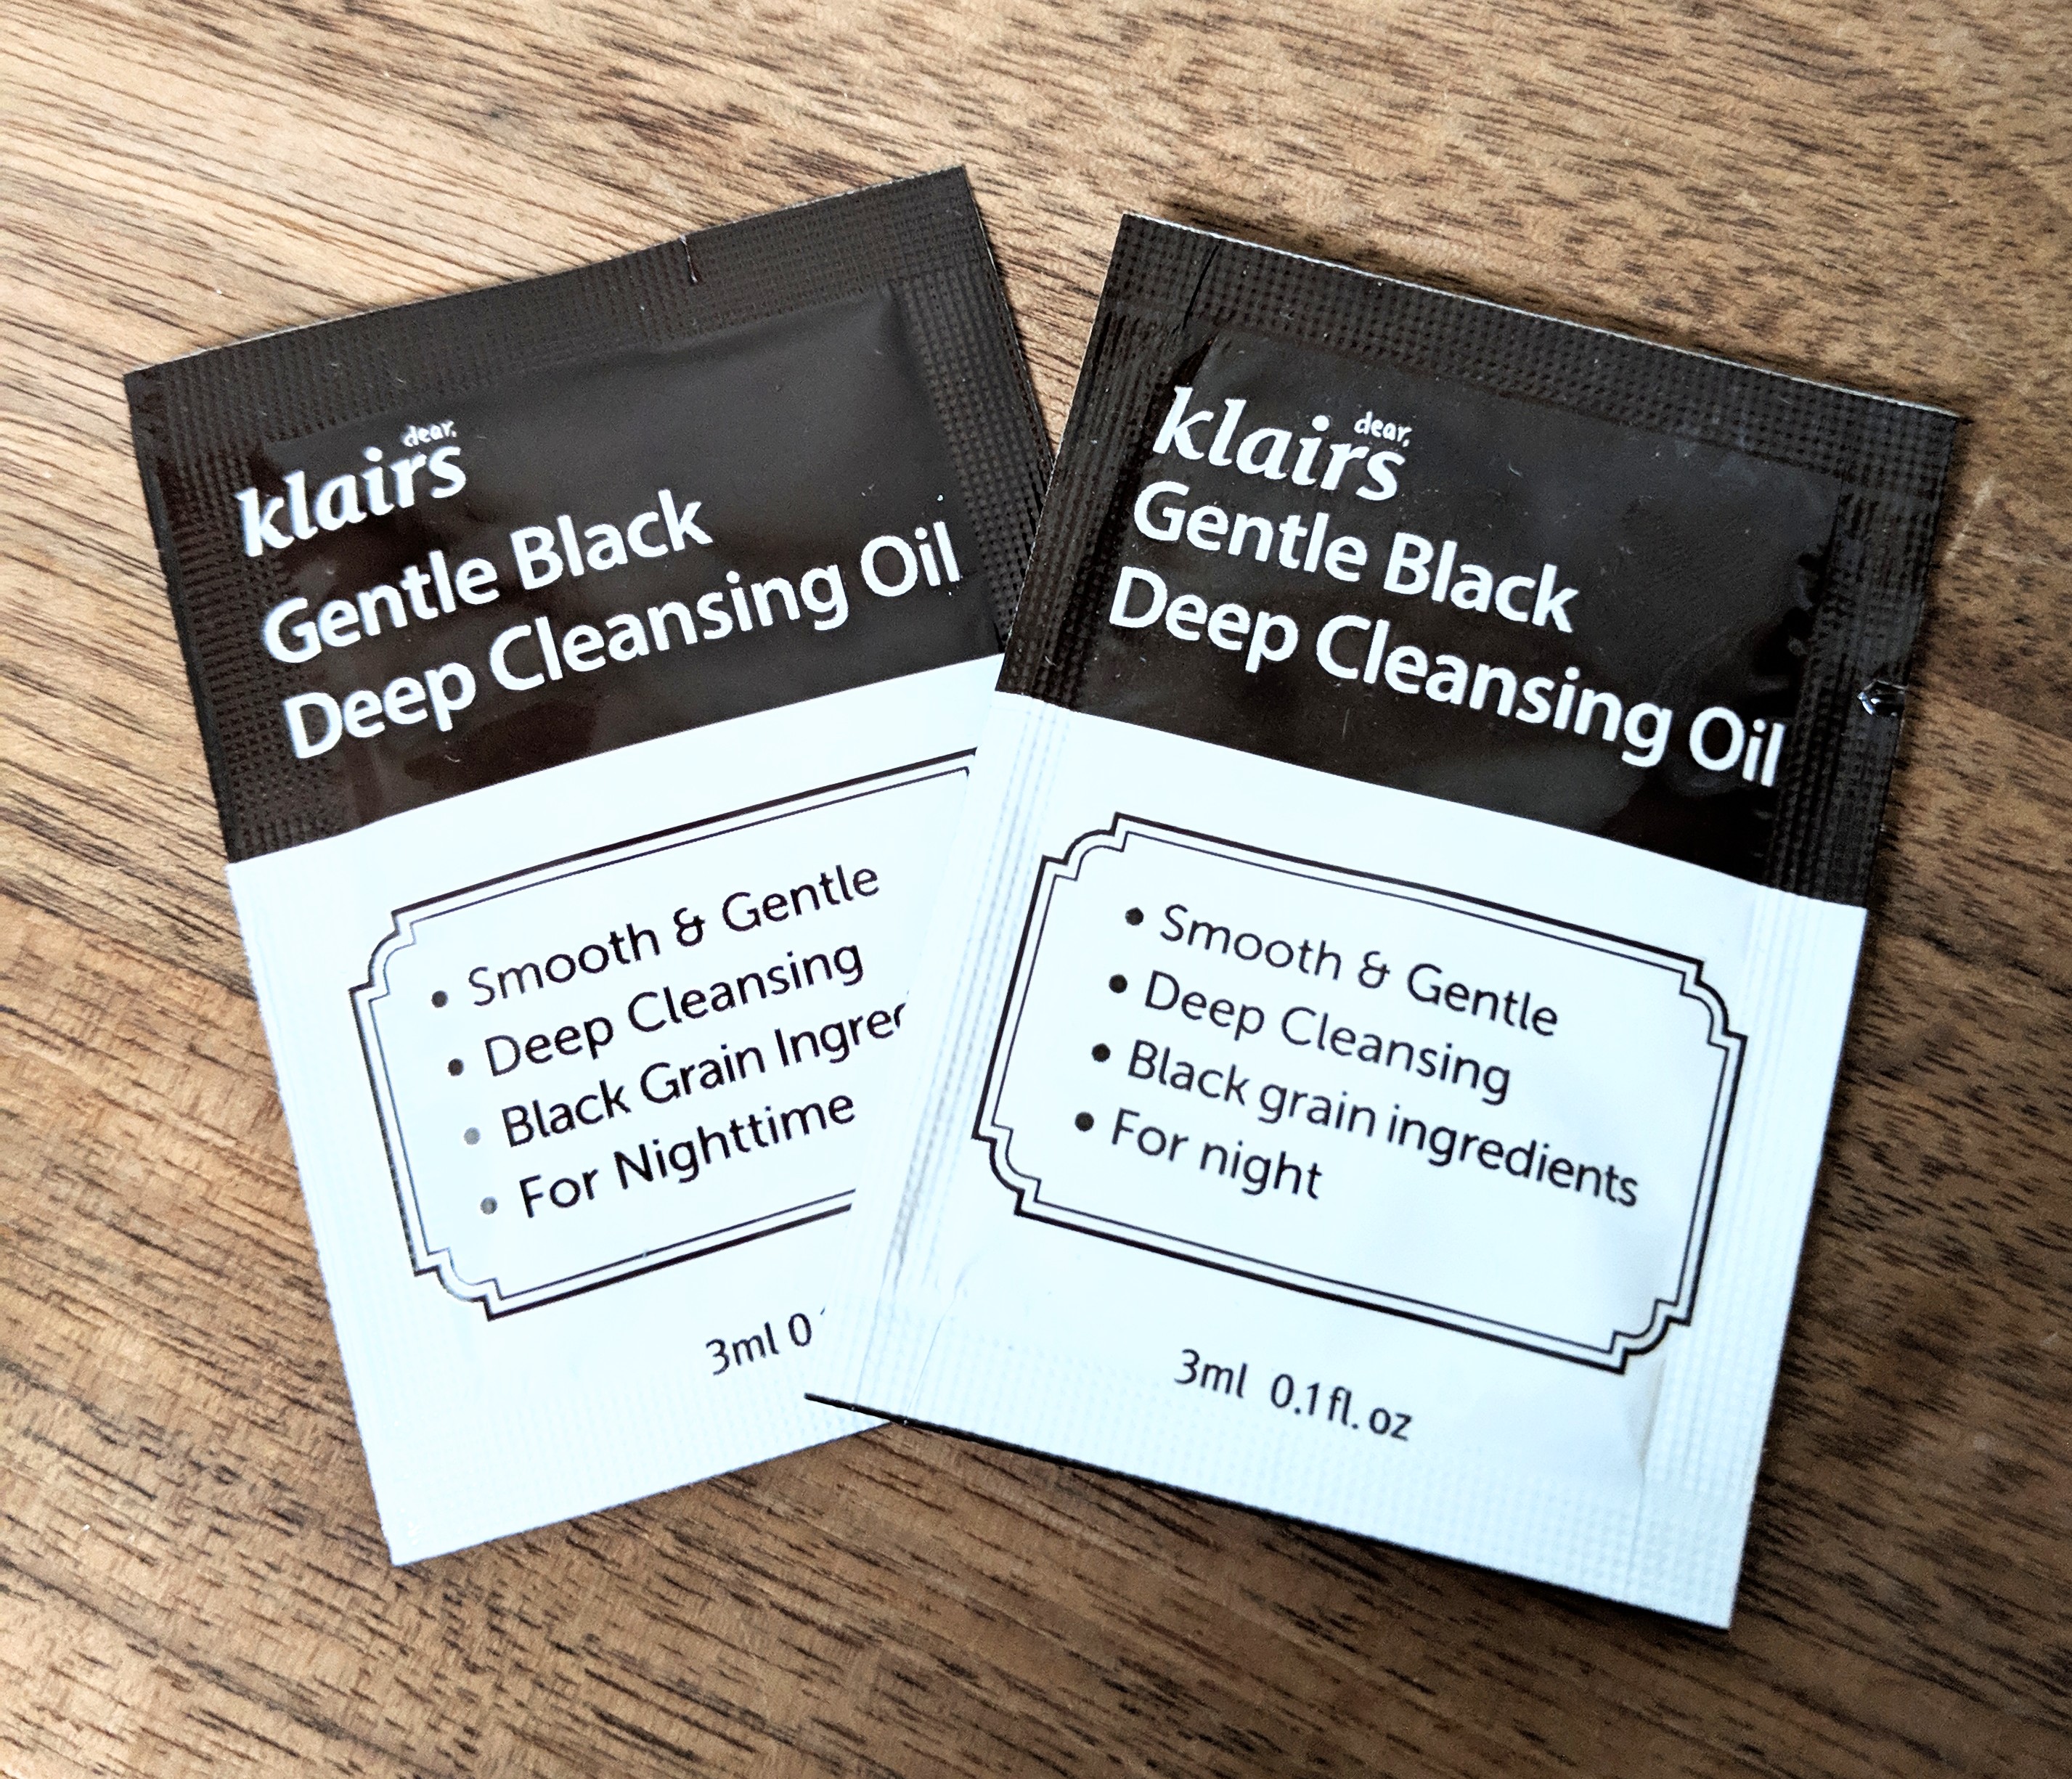 dear,
klairs
Gentle Black
Deep Cleansing Oil
• Smooth & Gentle
• Deep Cleansing
• Black Grain Ingre
• For Nighttime
3ml 0
dear,
klairs
Gentle Black
Deep Cleansing Oil
• Smooth & Gentle
• Deep Cleansing
• Black grain ingredients
• For night
3ml 0.1fl. oz